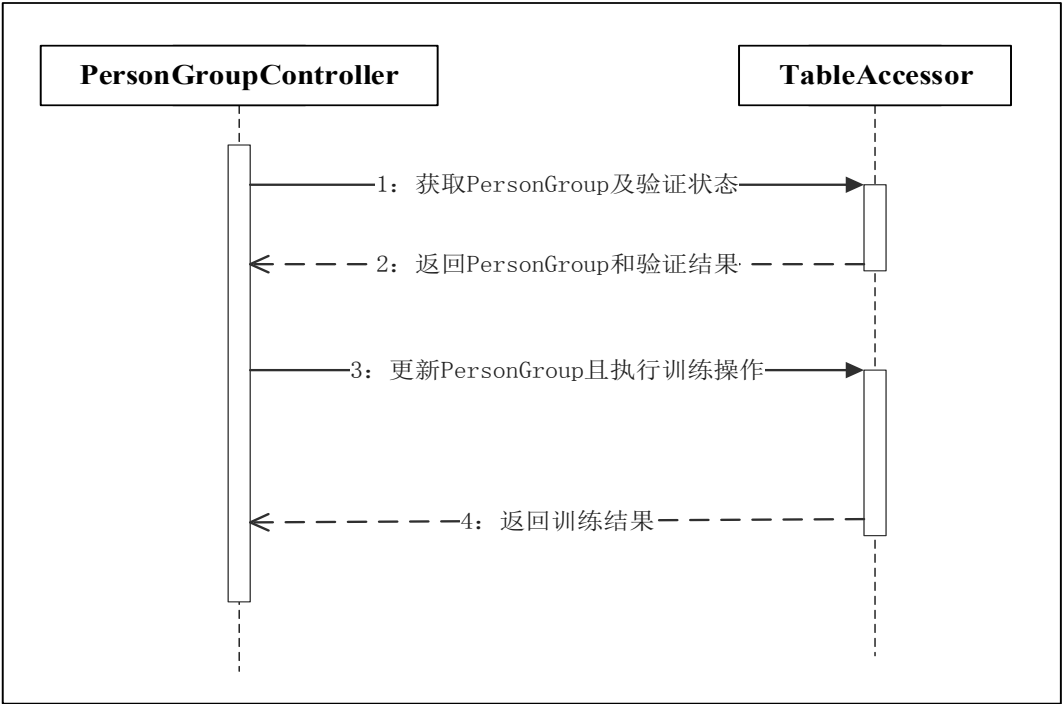 PersonGroupController
TableAccessor
1：获取PersonGroup及验证状态
2：返回PersonGroup和验证结果
3：更新PersonGroup且执行训练操作
4：返回训练结果